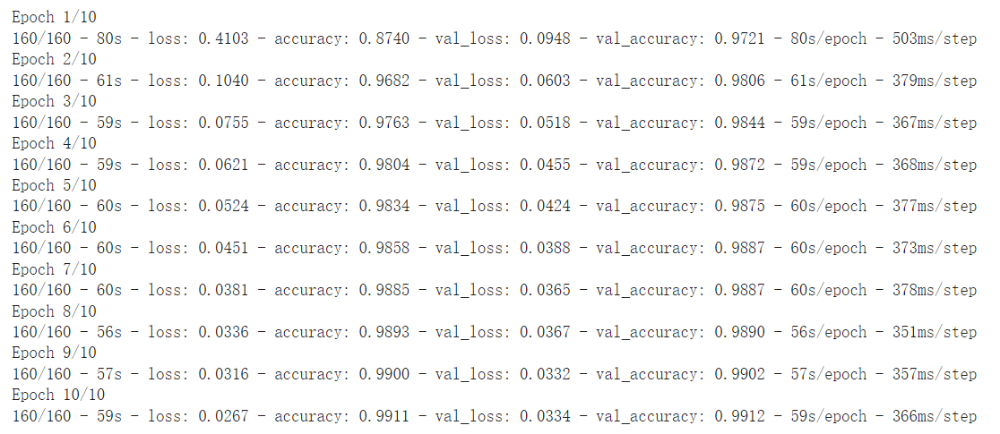 Epoch 1/10
160/160 - 80s - loss: 0.4103 - accuracy: 0.8740 - val_loss: 0.0948 - val_accuracy: 0.9721 - 80s/epoch - 503ms/step
Epoch 2/10
160/160 - 61s - loss: 0.1040 - accuracy: 0.9682 - val_loss: 0.0603 - val_accuracy: 0.9806 - 61s/epoch - 379ms/step
Epoch 3/10
160/160 - 59s - loss: 0.0755 - accuracy: 0.9763 - val_loss: 0.0518 - val_accuracy: 0.9844 - 59s/epoch - 367ms/step
Epoch 4/10
160/160 - 59s - loss: 0.0621 - accuracy: 0.9804 - val_loss: 0.0455 - val_accuracy: 0.9872 - 59s/epoch - 368ms/step
Epoch 5/10
160/160 - 60s - loss: 0.0524 - accuracy: 0.9834 - val_loss: 0.0424 - val_accuracy: 0.9875 - 60s/epoch - 377ms/step
Epoch 6/10
160/160 - 60s - loss: 0.0451 - accuracy: 0.9858 - val_loss: 0.0388 - val_accuracy: 0.9887 - 60s/epoch - 373ms/step
Epoch 7/10
160/160 - 60s - loss: 0.0381 - accuracy: 0.9885 - val_loss: 0.0365 - val_accuracy: 0.9887 - 60s/epoch - 378ms/step
Epoch 8/10
160/160 - 56s - loss: 0.0336 - accuracy: 0.9893 - val_loss: 0.0367 - val_accuracy: 0.9890 - 56s/epoch - 351ms/step
Epoch 9/10
160/160 - 57s - loss: 0.0316 - accuracy: 0.9900 - val_loss: 0.0332 - val_accuracy: 0.9902 - 57s/epoch - 357ms/step
Epoch 10/10
160/160 - 59s - loss: 0.0267 - accuracy: 0.9911 - val_loss: 0.0334 - val_accuracy: 0.9912 - 59s/epoch - 366ms/step